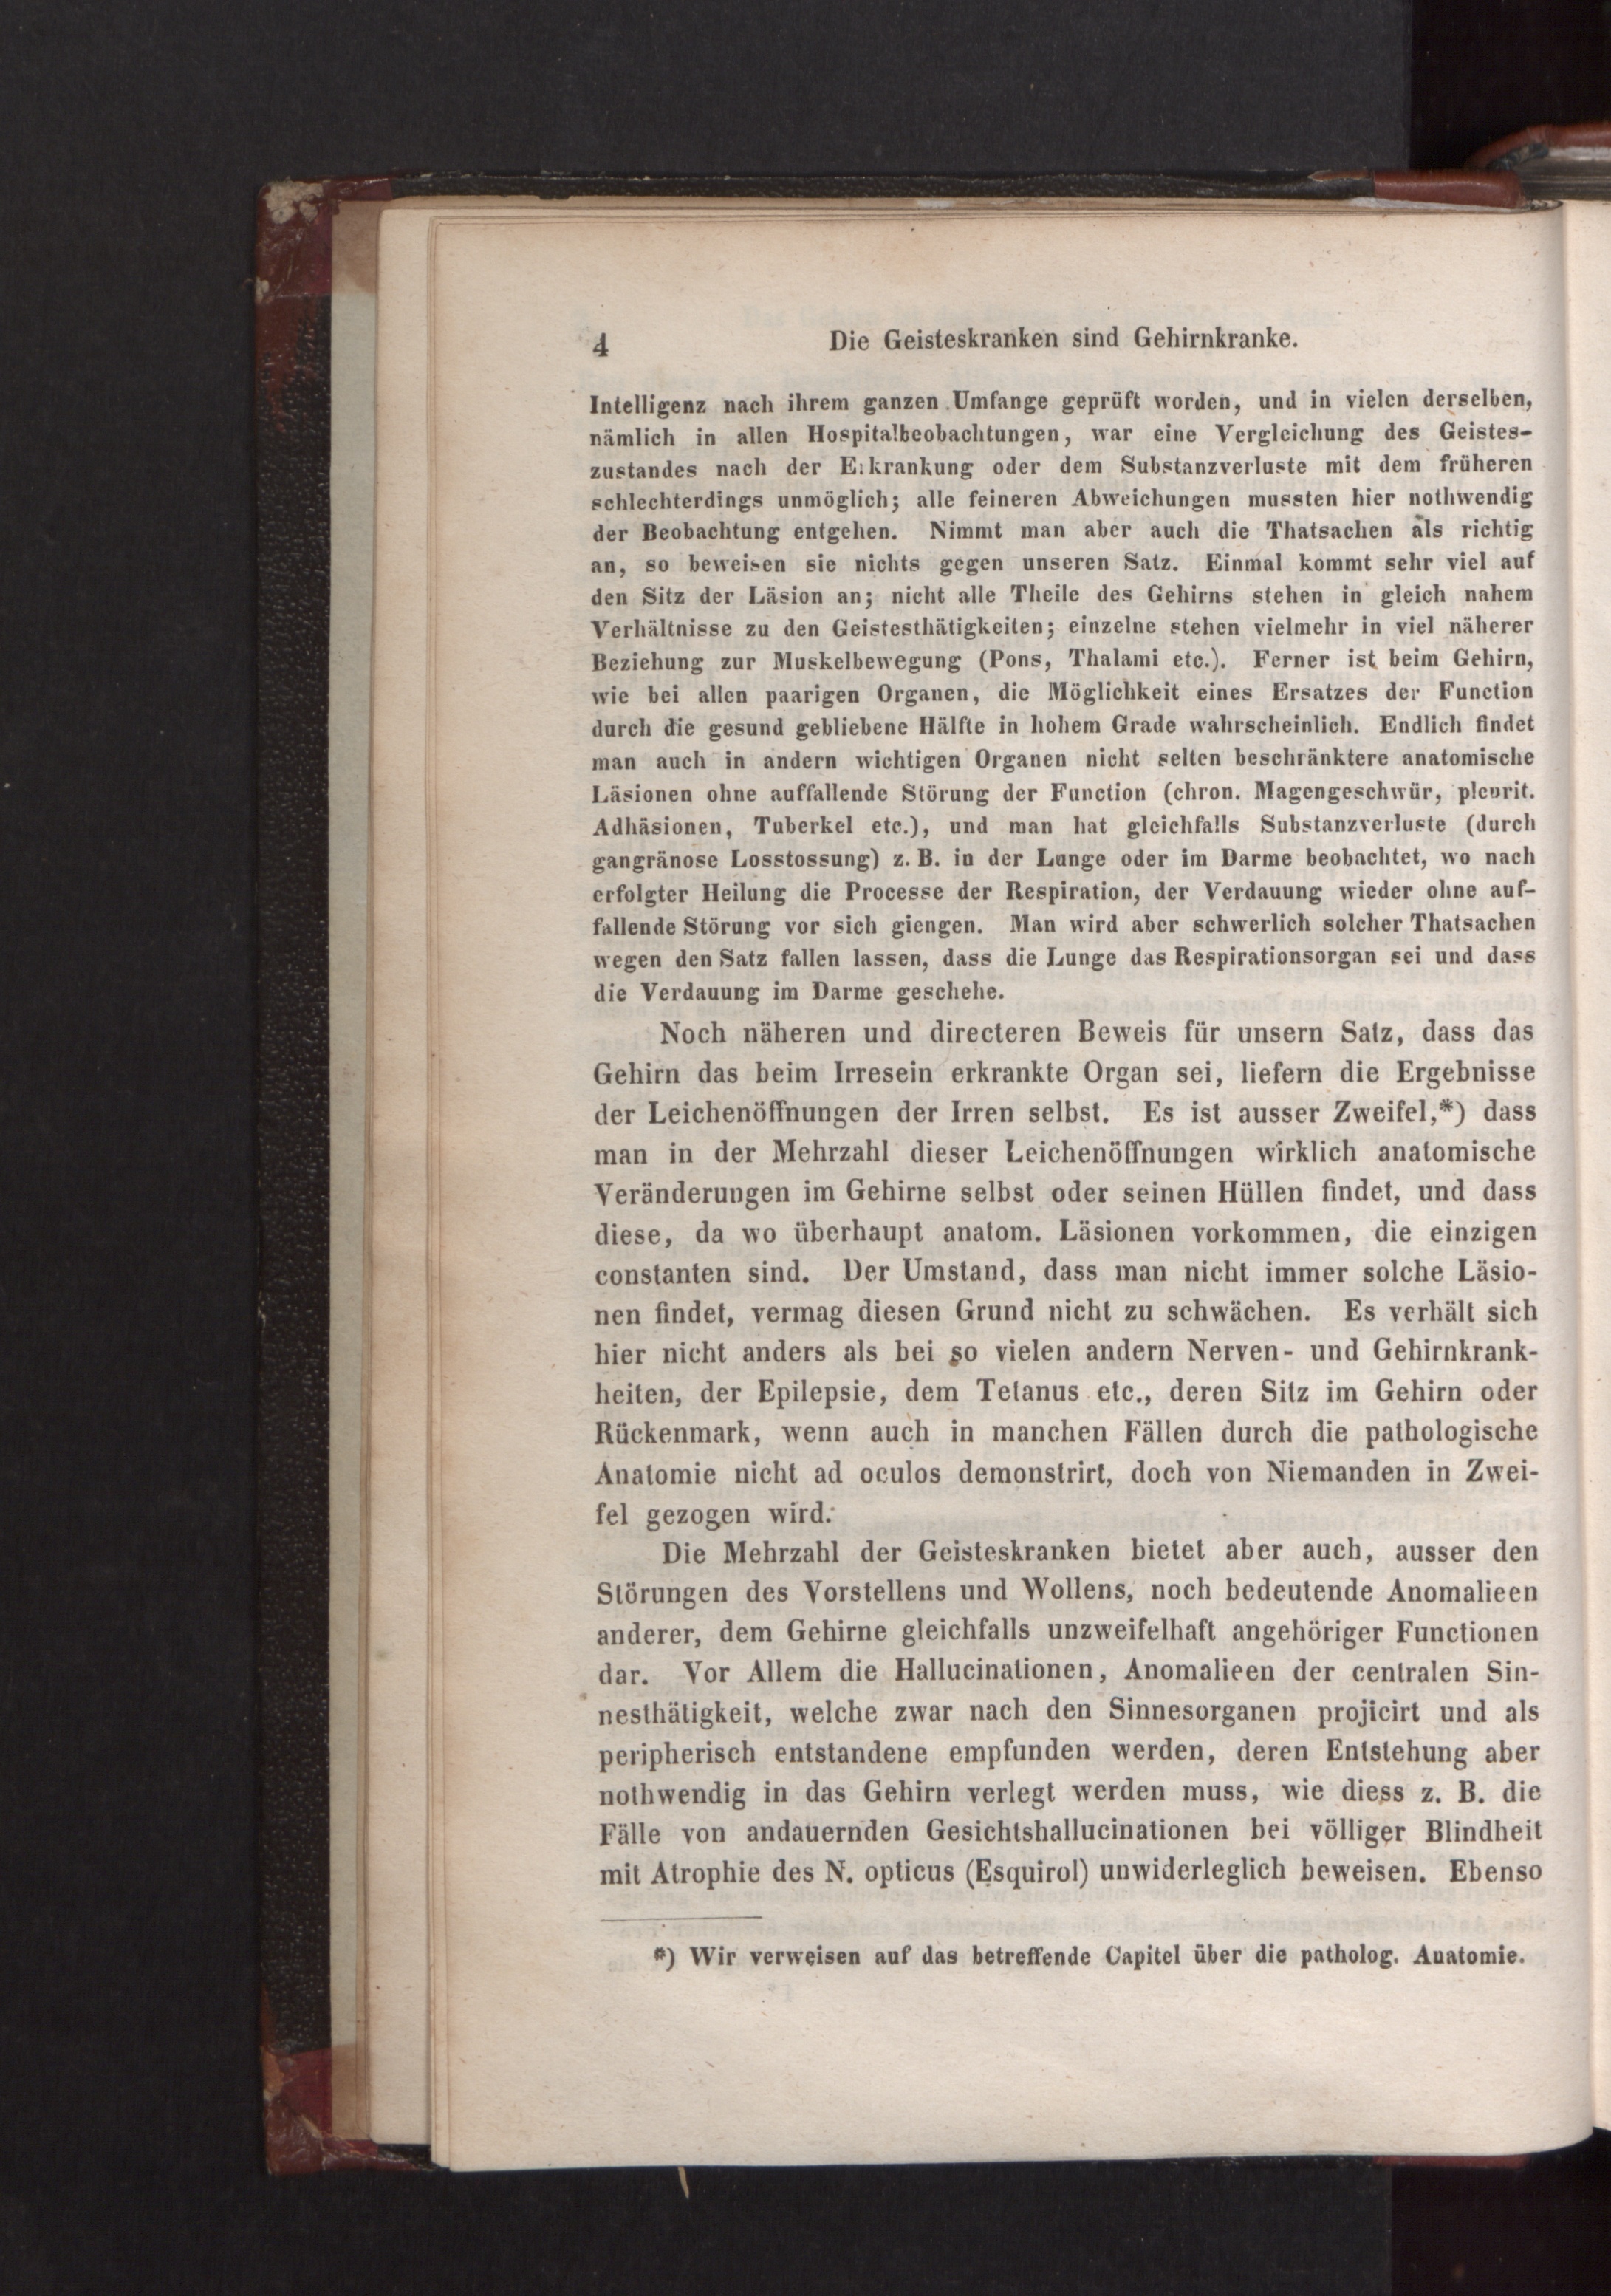 4 Die Geisteskranken sind Gehirnkranke.
Intelligenz nach ihrem ganzen Umfange geprüft worden, und in vielen derselben,
nämlich in allen Hospitalbeobachtungen, war eine Vergleichung des Geistes-
zustandes nach der Erkrankung oder dem Substanzverluste mit dem früheren
schlechterdings unmöglich; alle feineren Abweichungen mussten hier nothwendig
der Beobachtung entgehen. Nimmt man aber auch die Thatsachen als richtig
an, so beweisen sie nichts gegen unseren Satz. Einmal kommt sehr viel auf
den Sitz der Läsion an; nicht alle Theile des Gehirns stehen in gleich nahem
Verhältnisse zu den Geistesthätigkeiten; einzelne stehen vielmehr in viel näherer
Beziehung zur Muskelbewegung (Pons, Thalami etc.). Ferner ist beim Gehirn,
wie bei allen paarigen Organen, die Möglichkeit eines Ersatzes der Function
durch die gesund gebliebene Hälfte in hohem Grade wahrscheinlich. Endlich findet
man auch in andern wichtigen Organen nicht selten beschränktere anatomische
Läsionen ohne auffallende Störung der Function (chron. Magengeschwür, pleurit.
Adhäsionen, Tuberkel etc.), und man hat gleichfalls Substanzverluste (durch
gangränose Losstossung) z. B. in der Lunge oder im Darme beobachtet, wo nach
erfolgter Heilung die Processe der Respiration, der Verdauung wieder ohne auf-
fallende Störung vor sich giengen. Man wird aber schwerlich solcher Thatsachen
wegen den Satz fallen lassen, dass die Lunge das Respirationsorgan sei und dass
die Verdauung im Darme geschehe.
Noch näheren und directeren Beweis für unsern Satz, dass das
Gehirn das beim Irresein erkrankte Organ sei, liefern die Ergebnisse
der Leichenöffnungen der Irren selbst. Es ist ausser Zweifel,*) dass
man in der Mehrzahl dieser Leichenöffnungen wirklich anatomische
Veränderungen im Gehirne selbst oder seinen Hüllen findet, und dass
diese, da wo überhaupt anatom. Läsionen vorkommen, die einzigen
constanten sind. Der Umstand, dass man nicht immer solche Läsio-
nen findet, vermag diesen Grund nicht zu schwächen. Es verhält sich
hier nicht anders als bei so vielen andern Nerven- und Gehirnkrank-
heiten, der Epilepsie, dem Tetanus etc., deren Sitz im Gehirn oder
Rückenmark, wenn auch in manchen Fällen durch die pathologische
Anatomie nicht ad oculos demonstrirt, doch von Niemanden in Zwei-
fel gezogen wird.
Die Mehrzahl der Geisteskranken bietet aber auch, ausser den
Störungen des Vorstellens und Wollens, noch bedeutende Anomalieen
anderer, dem Gehirne gleichfalls unzweifelhaft angehöriger Functionen
dar. Vor Allem die Hallucinationen, Anomalieen der centralen Sin-
nesthätigkeit, welche zwar nach den Sinnesorganen projicirt und als
peripherisch entstandene empfunden werden, deren Entstehung aber
nothwendig in das Gehirn verlegt werden muss, wie diess z. B. die
Fälle von andauernden Gesichtshallucinationen bei völliger Blindheit
mit Atrophie des N. opticus (Esquirol) unwiderleglich beweisen. Ebenso
*) Wir verweisen auf das betreffende Capitel über die patholog. Anatomie.